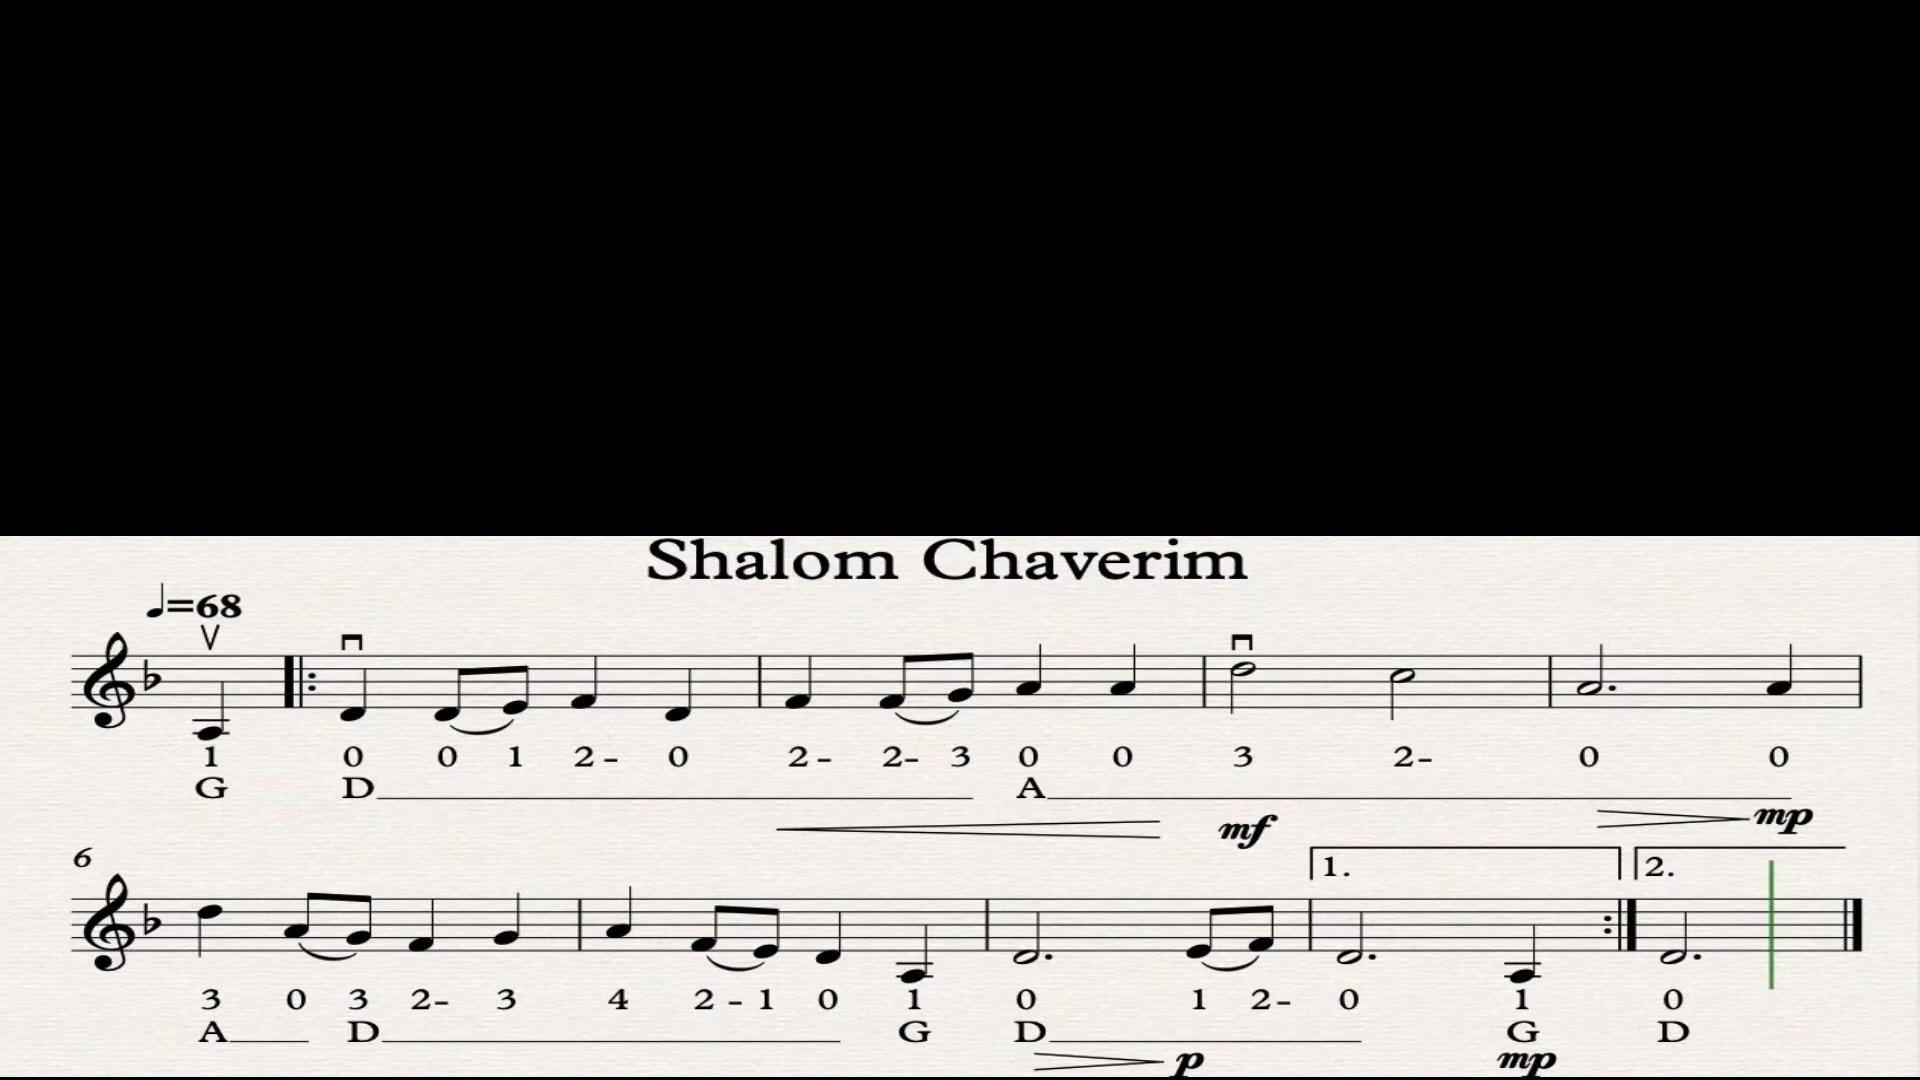 Shalom Chaverim
=68
1 0 0 1 2- 0 2- 2- 3 0 0 3 2- 0 0
G D A
mf mp
6 1. 2.
3 0 3 2- 3 4 2-1 0 1 0 1 2- 0 1 0
A D G D G D
p mp